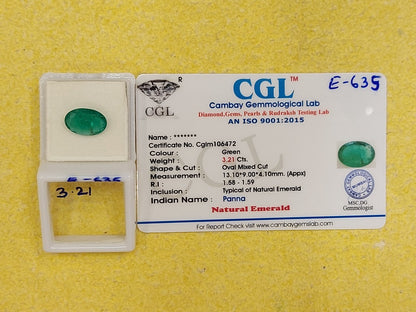 E-635
3.21
CGL
R
CGL™
E-635
Cambay Gemmological Lab
Diamond,Gems, Pearls & Rudraksh Testing Lab
AN ISO 9001:2015
Name : *******
Certificate No. Cglm106472
Colour : Green
Weight : 3.21 Cts.
Shape & Cut : Oval Mixed Cut
Measurement : 13.10*9.00*4.10mm. (Appx)
R.I : 1.58 - 1.59
Inclusion : Typical of Natural Emerald
Indian Name : Panna
Natural Emerald
MSC,DG
Gemmologist
For Report Check Visit - www.cambaygemslab.com